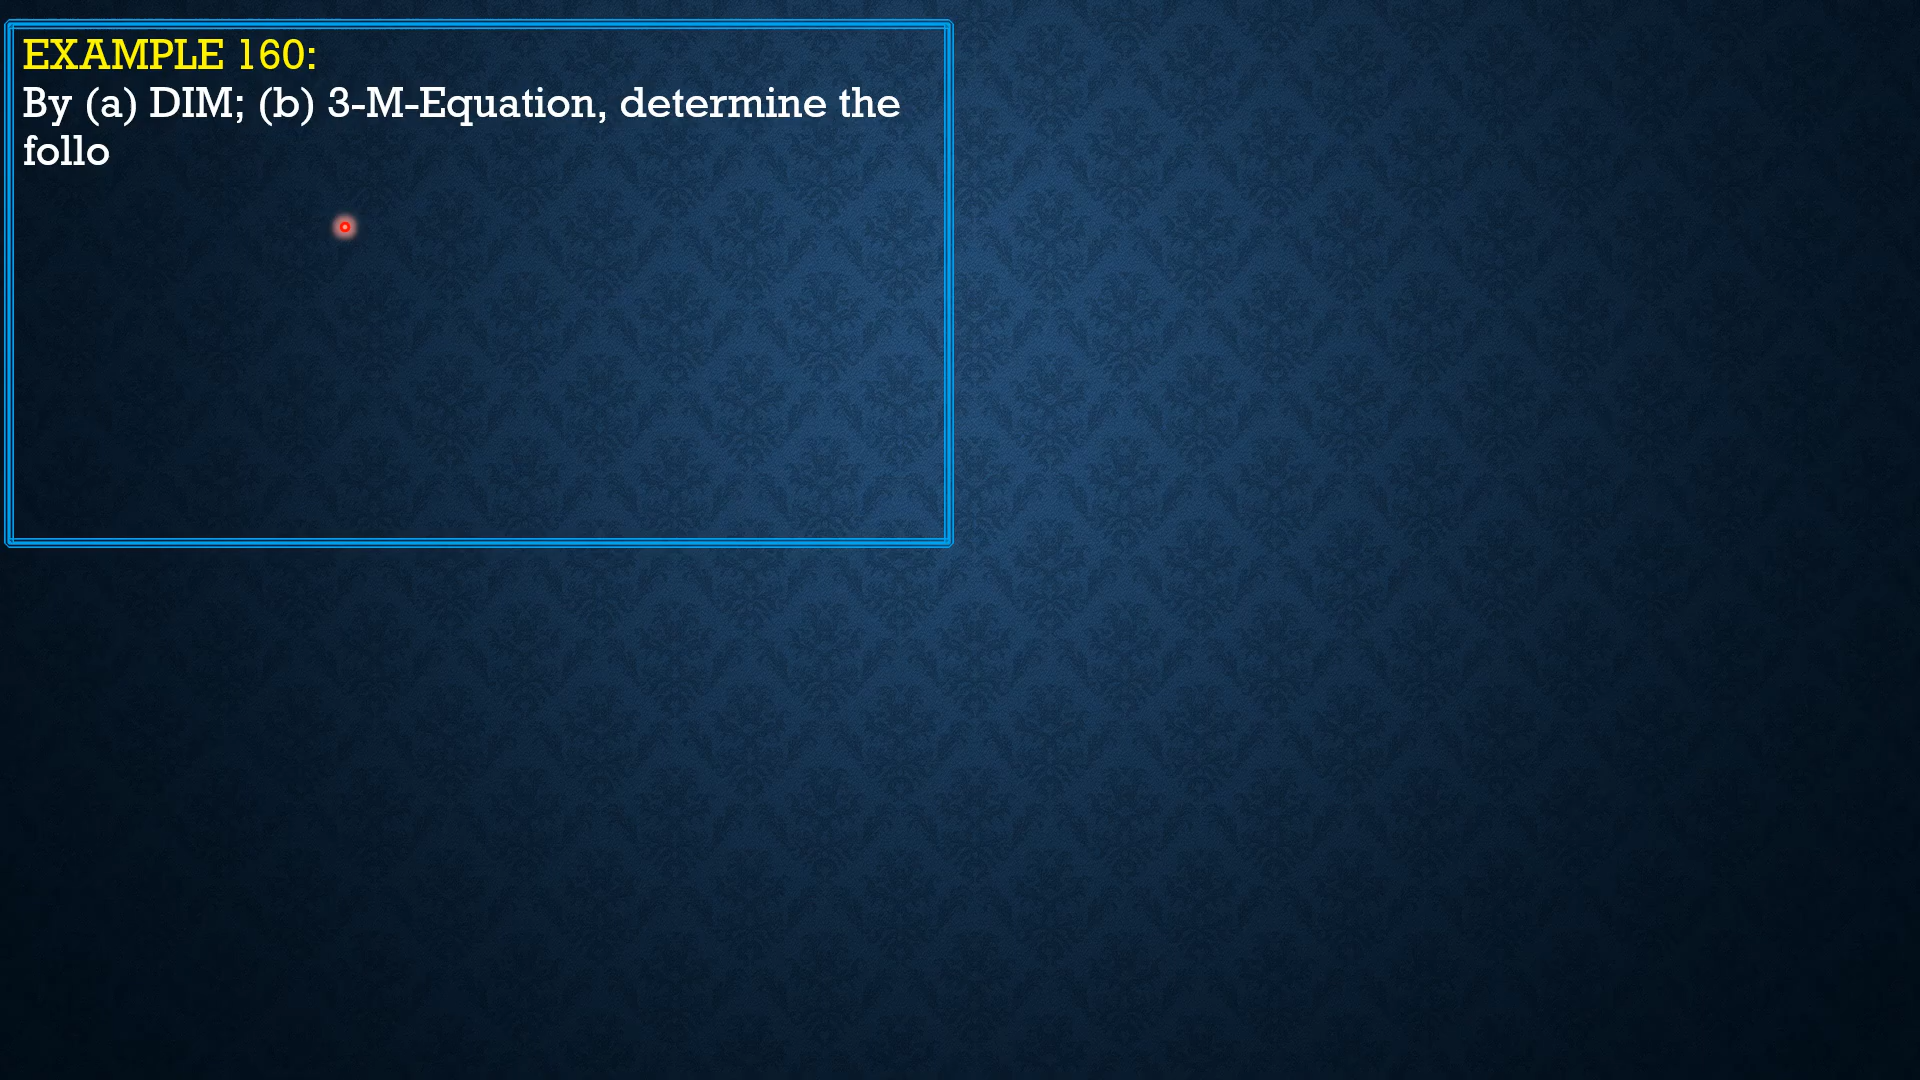 EXAMPLE 160:
By (a) DIM; (b) 3-M-Equation, determine the
follo